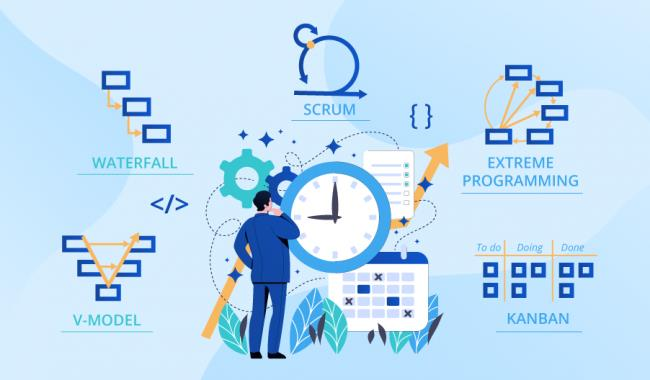 SCRUM
{ }
WATERFALL
EXTREME
PROGRAMMING
</>
To do Doing Done
V-MODEL
KANBAN